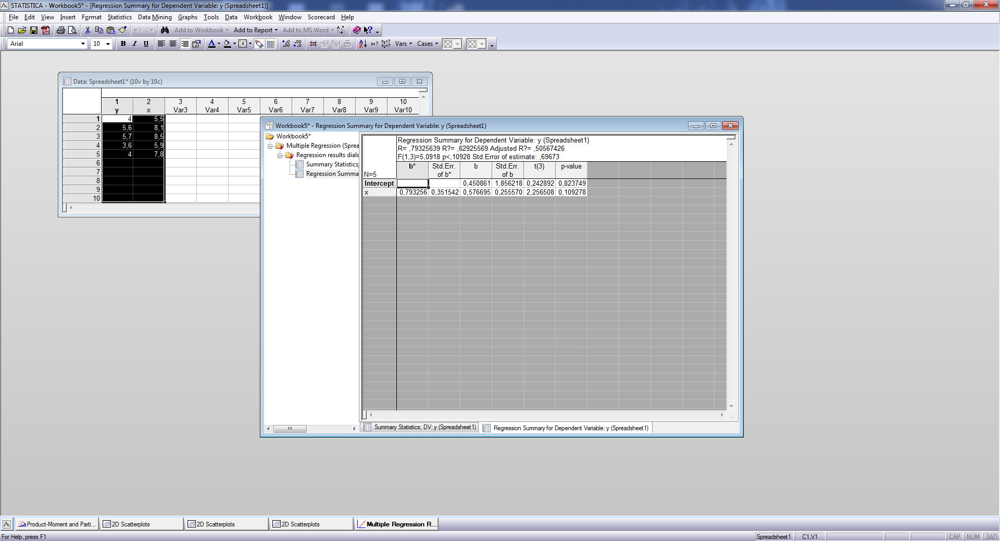 STATISTICA - Workbook5* - [Regression Summary for Dependent Variable: y (Spreadsheet1)]
File Edit View Insert Format Statistics Data Mining Graphs Tools Data Workbook Window Scorecard Help
Add to Workbook Add to Report Add to MS Word
Arial 10 B I U Vars Cases
Data: Spreadsheet1* (10v by 10c)
1 2 3 4 5 6 7 8 9 10
y x Var3 Var4 Var5 Var6 Var7 Var8 Var9 Var10
1 4 5,5
2 5,6 8,1
3 5,7 8,5
4 3,6 5,9
5 4 7,8
6
7
8
9
10
Workbook5* - Regression Summary for Dependent Variable: y (Spreadsheet1)
Workbook5*
Multiple Regression (Sprea
Regression results dialo
Summary Statistics;
Regression Summa
Regression Summary for Dependent Variable: y (Spreadsheet1)
R= ,79325639 R?= ,62925569 Adjusted R?= ,50567426
F(1,3)=5,0918 p<,10928 Std.Error of estimate: ,69673
b* Std.Err. b Std.Err. t(3) p-value
N=5 of b* of b
Intercept 0,450861 1,856218 0,242892 0,823749
x 0,793256 0,351542 0,576695 0,255570 2,256508 0,109278
Summary Statistics; DV: y (Spreadsheet1) Regression Summary for Dependent Variable: y (Spreadsheet1)
Product-Moment and Parti... 2D Scatterplots 2D Scatterplots 2D Scatterplots Multiple Regression R...
For Help, press F1 Spreadsheet1 C1,V1 CAP NUM ЗАП